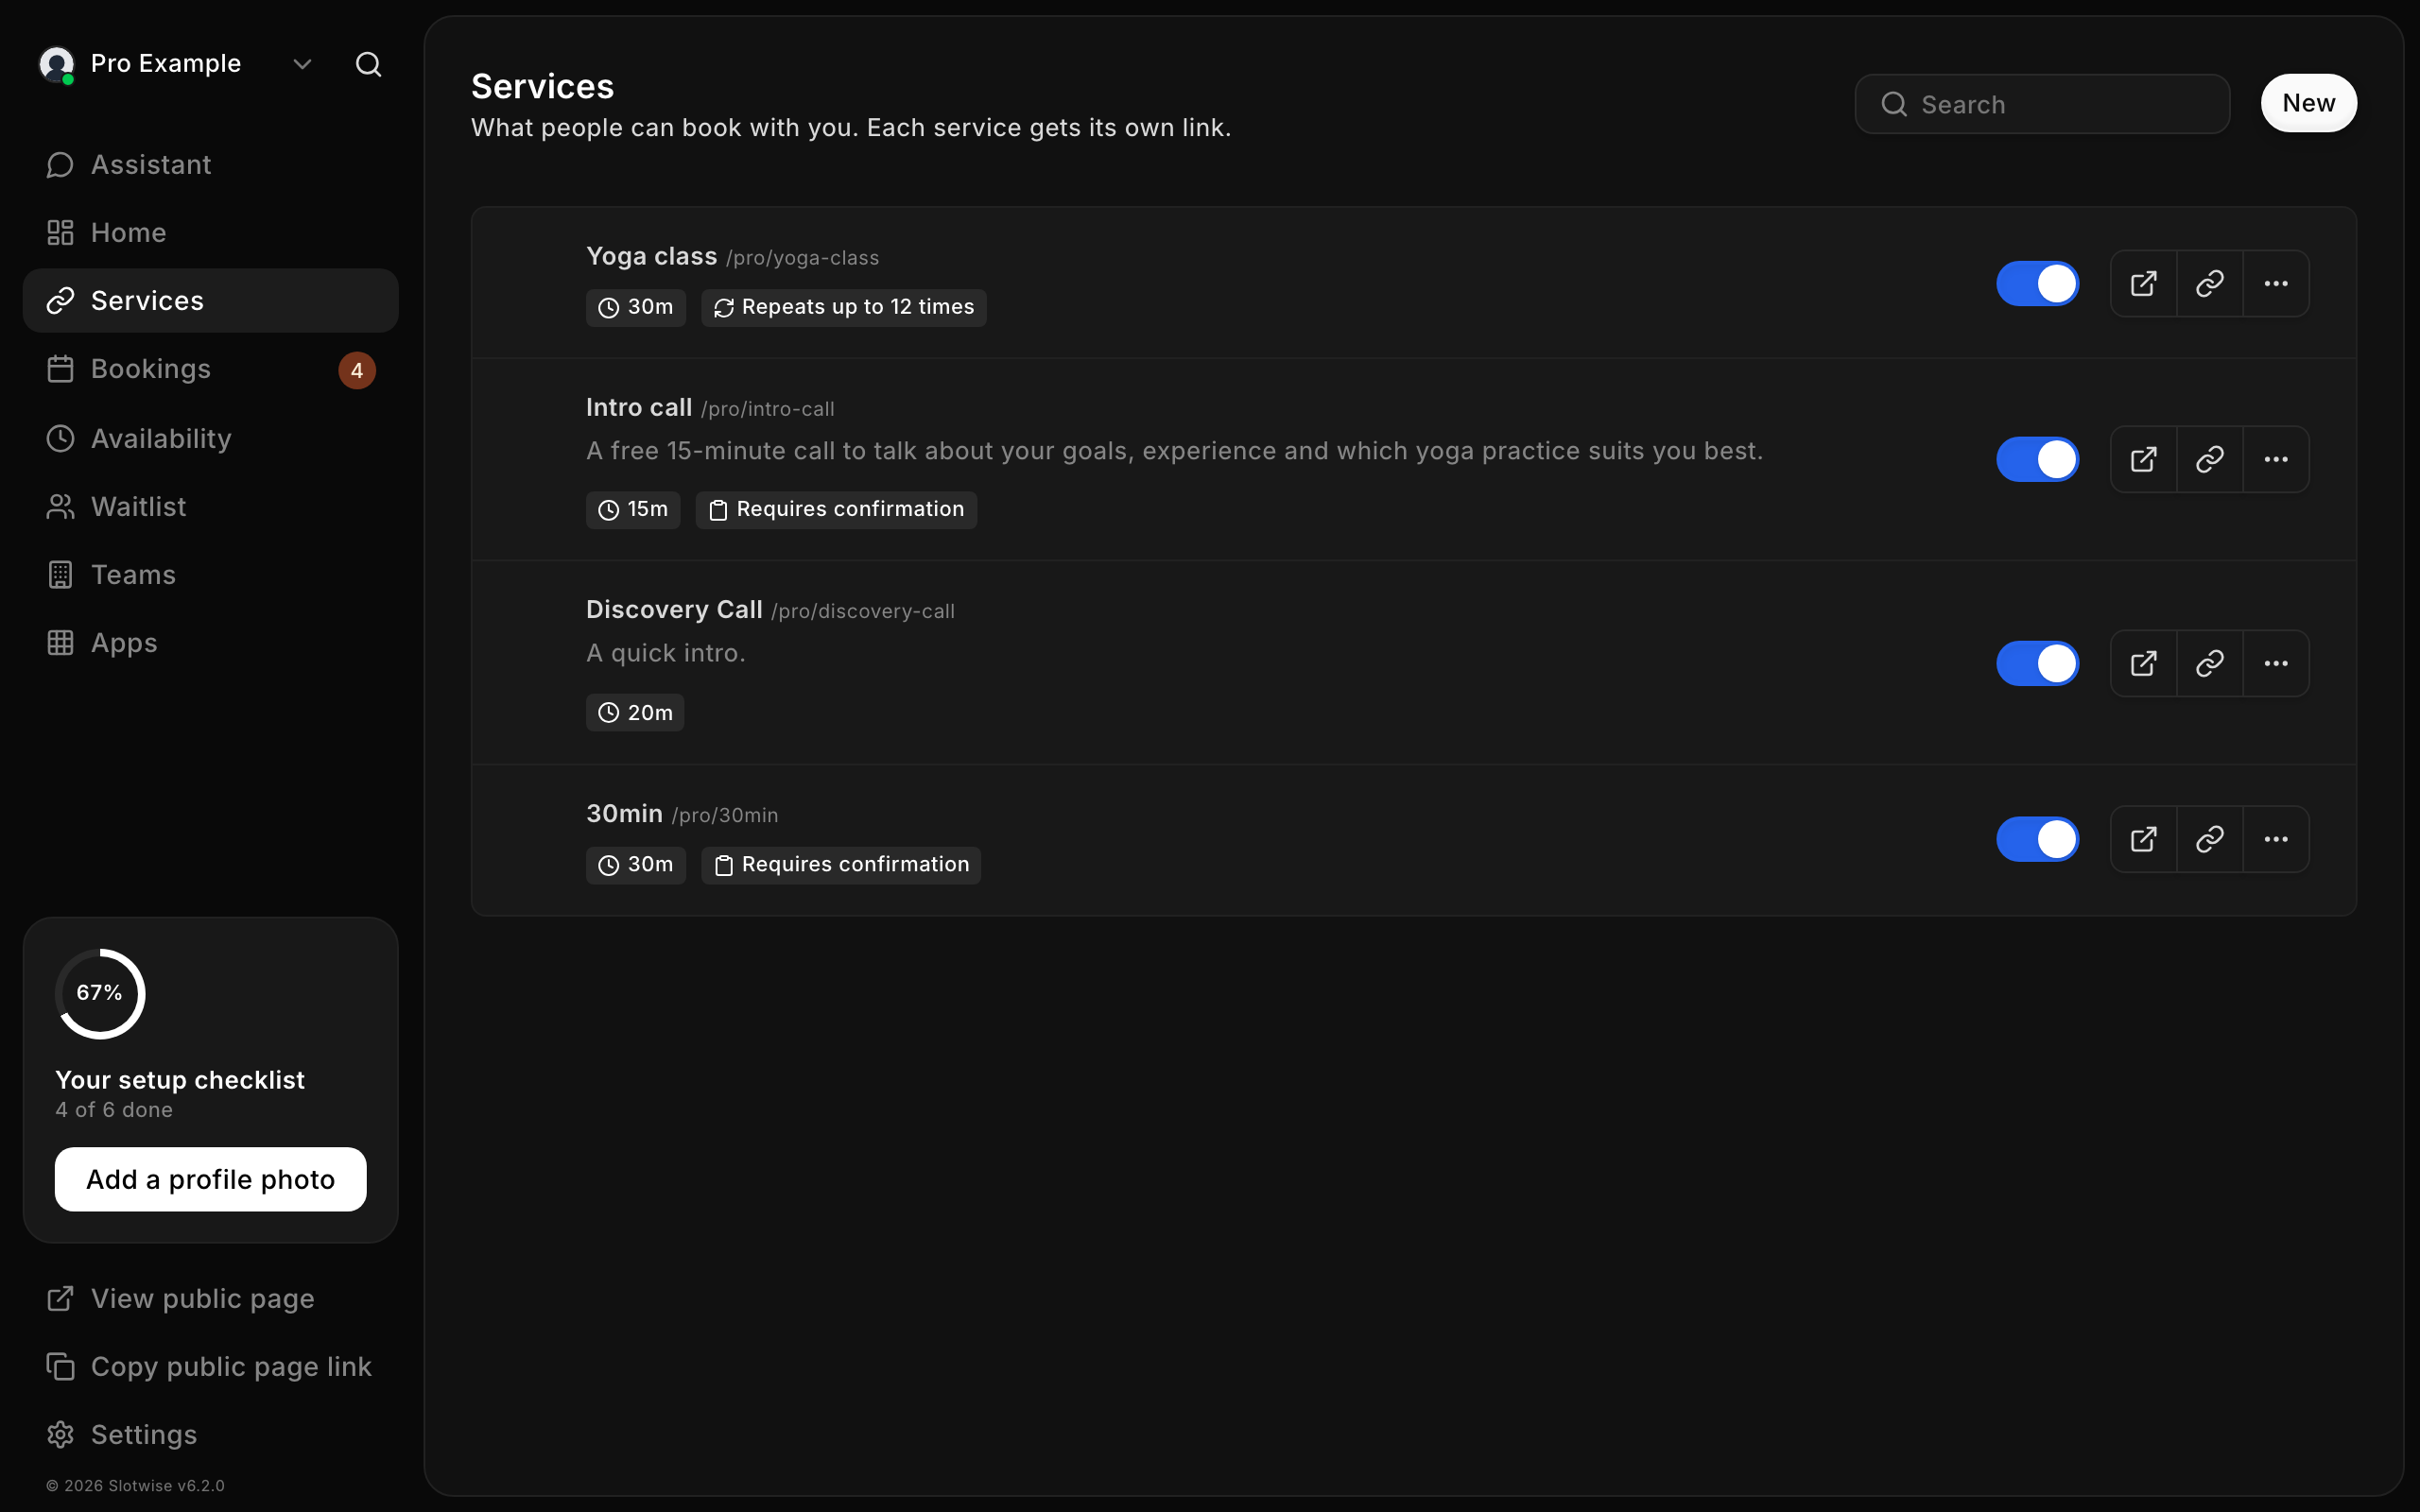 Pro Example
Assistant
Home
Services
Bookings
4
Availability
Waitlist
Teams
Apps
67%
Your setup checklist
4 of 6 done
Add a profile photo
View public page
Copy public page link
Settings
© 2026 Slotwise v6.2.0
Services
What people can book with you. Each service gets its own link.
Search
New
Yoga class /pro/yoga-class
30m Repeats up to 12 times
Intro call /pro/intro-call
A free 15-minute call to talk about your goals, experience and which yoga practice suits you best.
15m Requires confirmation
Discovery Call /pro/discovery-call
A quick intro.
20m
30min /pro/30min
30m Requires confirmation